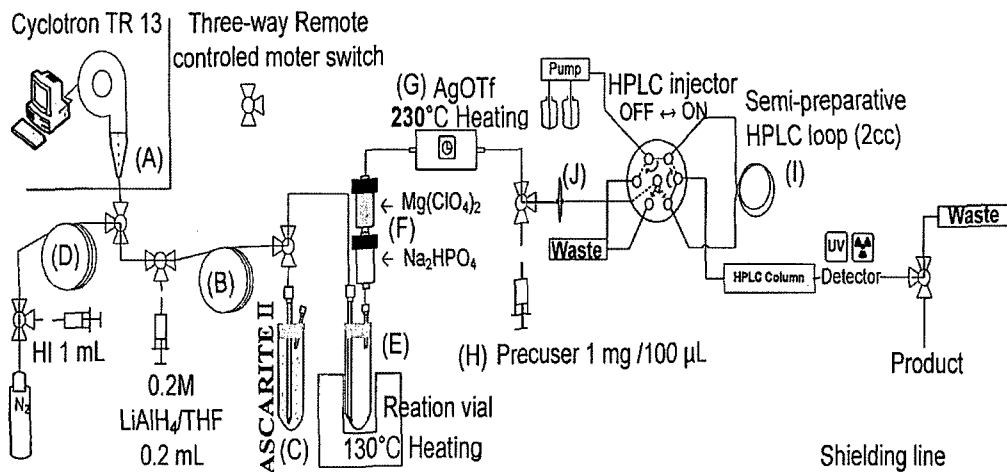 Cyclotron TR 13
Three-way Remote
controled moter switch
(A)
(G) AgOTf
230°C Heating
Pump
HPLC injector
OFF ↔ ON
Semi-preparative
HPLC loop (2cc)
(I)
(J)
Mg(ClO₄)₂
(F)
Na₂HPO₄
Waste
Waste
(D)
(B)
UV
HPLC Column
Detector
HI 1 mL
N₂
0.2M
LiAlH₄/THF
0.2 mL
ASCARITE II
(C)
(E)
Reation vial
130°C Heating
(H) Precuser 1 mg /100 µL
Product
Shielding line